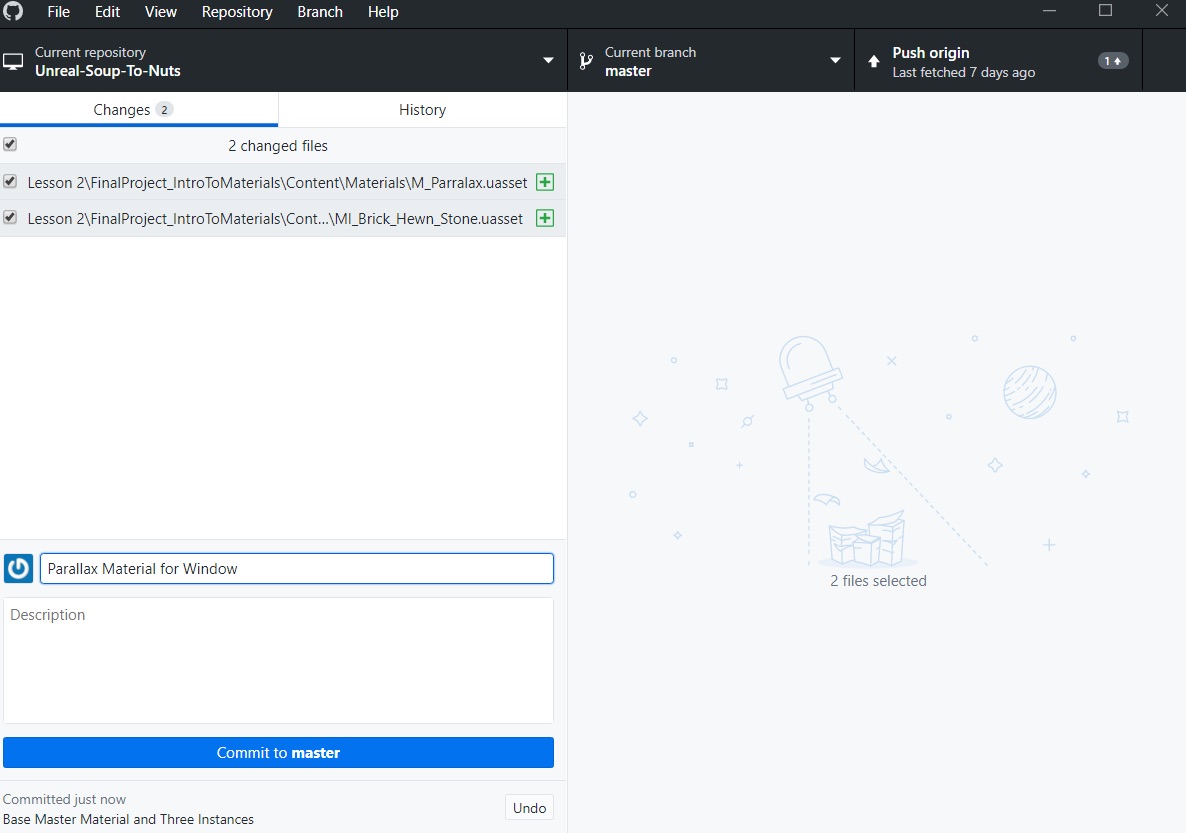 File Edit View Repository Branch Help
Current repository
Unreal-Soup-To-Nuts
Current branch
master
Push origin
Last fetched 7 days ago
1
Changes 2
History
2 changed files
Lesson 2\FinalProject_IntroToMaterials\Content\Materials\M_Parralax.uasset
Lesson 2\FinalProject_IntroToMaterials\Cont...\MI_Brick_Hewn_Stone.uasset
2 files selected
Parallax Material for Window
Description
Commit to master
Committed just now
Base Master Material and Three Instances
Undo